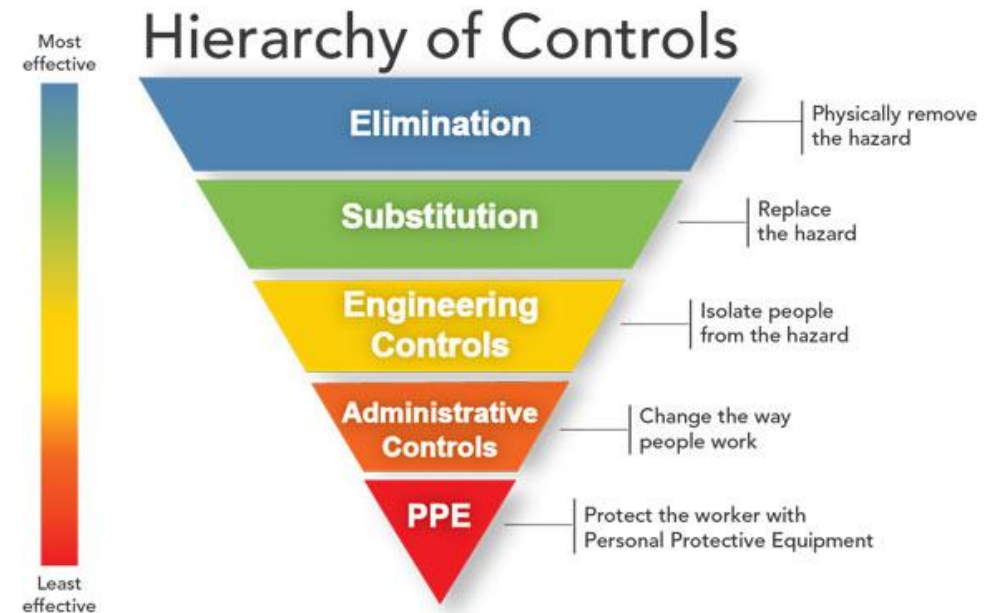 Hierarchy of Controls
Most
effective
Elimination
Physically remove
the hazard
Substitution
Replace
the hazard
Engineering
Controls
Isolate people
from the hazard
Administrative
Controls
Change the way
people work
PPE
Protect the worker with
Personal Protective Equipment
Least
effective